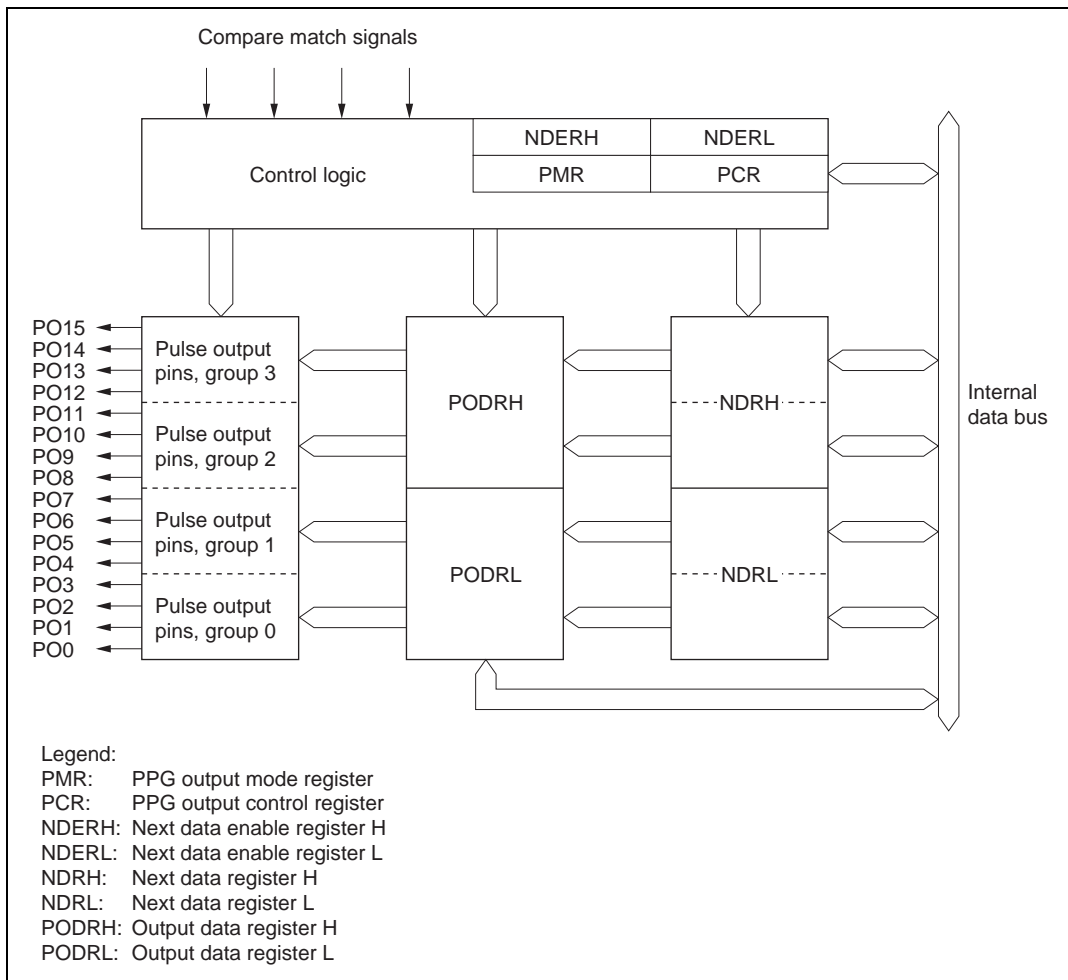 Compare match signals
NDERH
NDERL
Control logic
PMR
PCR
PO15
PO14
PO13
PO12
PO11
PO10
PO9
PO8
PO7
PO6
PO5
PO4
PO3
PO2
PO1
PO0
Pulse output
pins, group 3
Pulse output
pins, group 2
Pulse output
pins, group 1
Pulse output
pins, group 0
PODRH
PODRL
NDRH
NDRL
Internal
data bus
Legend:
PMR: PPG output mode register
PCR: PPG output control register
NDERH: Next data enable register H
NDERL: Next data enable register L
NDRH: Next data register H
NDRL: Next data register L
PODRH: Output data register H
PODRL: Output data register L